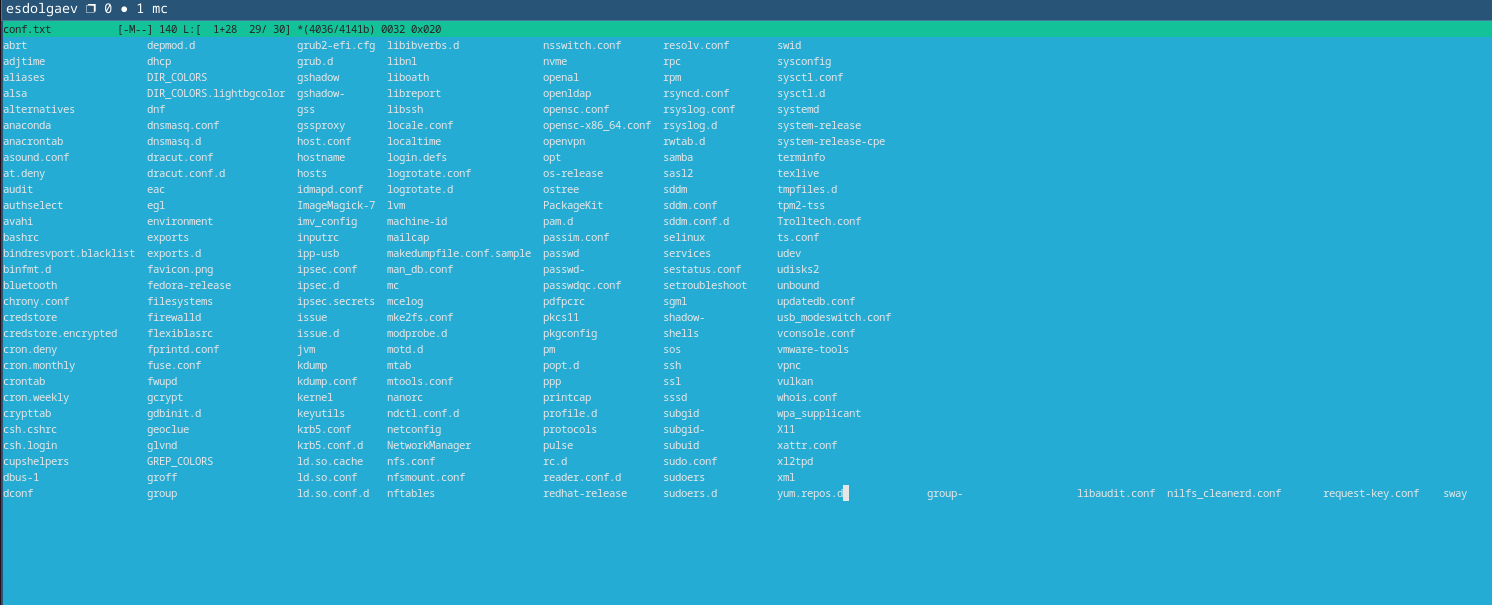 esdolgaev ❐ 0 ● 1 mc
conf.txt [-M--] 140 L:[ 1+28 29/ 30] *(4036/4141b) 0032 0x020
abrt depmod.d grub2-efi.cfg libibverbs.d nsswitch.conf resolv.conf swid
adjtime dhcp grub.d libnl nvme rpc sysconfig
aliases DIR_COLORS gshadow liboath openal rpm sysctl.conf
alsa DIR_COLORS.lightbgcolor gshadow- libreport openldap rsyncd.conf sysctl.d
alternatives dnf gss libssh opensc.conf rsyslog.conf systemd
anaconda dnsmasq.conf gssproxy locale.conf opensc-x86_64.conf rsyslog.d system-release
anacrontab dnsmasq.d host.conf localtime openvpn rwtab.d system-release-cpe
asound.conf dracut.conf hostname login.defs opt samba terminfo
at.deny dracut.conf.d hosts logrotate.conf os-release sasl2 texlive
audit eac idmapd.conf logrotate.d ostree sddm tmpfiles.d
authselect egl ImageMagick-7 lvm PackageKit sddm.conf tpm2-tss
avahi environment imv_config machine-id pam.d sddm.conf.d Trolltech.conf
bashrc exports inputrc mailcap passim.conf selinux ts.conf
bindresvport.blacklist exports.d ipp-usb makedumpfile.conf.sample passwd services udev
binfmt.d favicon.png ipsec.conf man_db.conf passwd- sestatus.conf udisks2
bluetooth fedora-release ipsec.d mc passwdqc.conf setroubleshoot unbound
chrony.conf filesystems ipsec.secrets mcelog pdfpcrc sgml updatedb.conf
credstore firewalld issue mke2fs.conf pkcs11 shadow- usb_modeswitch.conf
credstore.encrypted flexiblasrc issue.d modprobe.d pkgconfig shells vconsole.conf
cron.deny fprintd.conf jvm motd.d pm sos vmware-tools
cron.monthly fuse.conf kdump mtab popt.d ssh vpnc
crontab fwupd kdump.conf mtools.conf ppp ssl vulkan
cron.weekly gcrypt kernel nanorc printcap sssd whois.conf
crypttab gdbinit.d keyutils ndctl.conf.d profile.d subgid wpa_supplicant
csh.cshrc geoclue krb5.conf netconfig protocols subgid- X11
csh.login glvnd krb5.conf.d NetworkManager pulse subuid xattr.conf
cupshelpers GREP_COLORS ld.so.cache nfs.conf rc.d sudo.conf xl2tpd
dbus-1 groff ld.so.conf nfsmount.conf reader.conf.d sudoers xml
dconf group ld.so.conf.d nftables redhat-release sudoers.d yum.repos.d group- libaudit.conf nilfs_cleanerd.conf request-key.conf sway